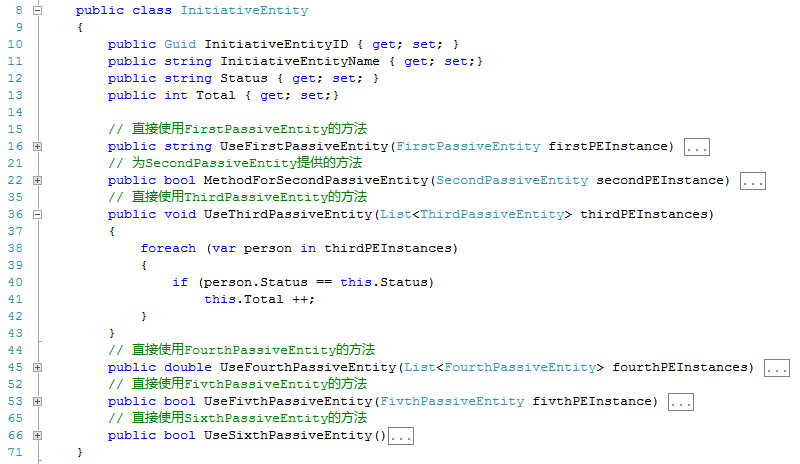 8 public class InitiativeEntity
9 {
10 public Guid InitiativeEntityID { get; set; }
11 public string InitiativeEntityName { get; set;}
12 public string Status { get; set; }
13 public int Total { get; set;}
14
15 // 直接使用FirstPassiveEntity的方法
16 public string UseFirstPassiveEntity(FirstPassiveEntity firstPEInstance) ...
21 // 为SecondPassiveEntity提供的方法
22 public bool MethodForSecondPassiveEntity(SecondPassiveEntity secondPEInstance) ...
35 // 直接使用ThirdPassiveEntity的方法
36 public void UseThirdPassiveEntity(List<ThirdPassiveEntity> thirdPEInstances)
37 {
38 foreach (var person in thirdPEInstances)
39 {
40 if (person.Status == this.Status)
41 this.Total ++;
42 }
43 }
44 // 直接使用FourthPassiveEntity的方法
45 public double UseFourthPassiveEntity(List<FourthPassiveEntity> fourthPEInstances) ...
52 // 直接使用FivthPassiveEntity的方法
53 public bool UseFivthPassiveEntity(FivthPassiveEntity fivthPEInstance) ...
65 // 直接使用SixthPassiveEntity的方法
66 public bool UseSixthPassiveEntity()...
71 }